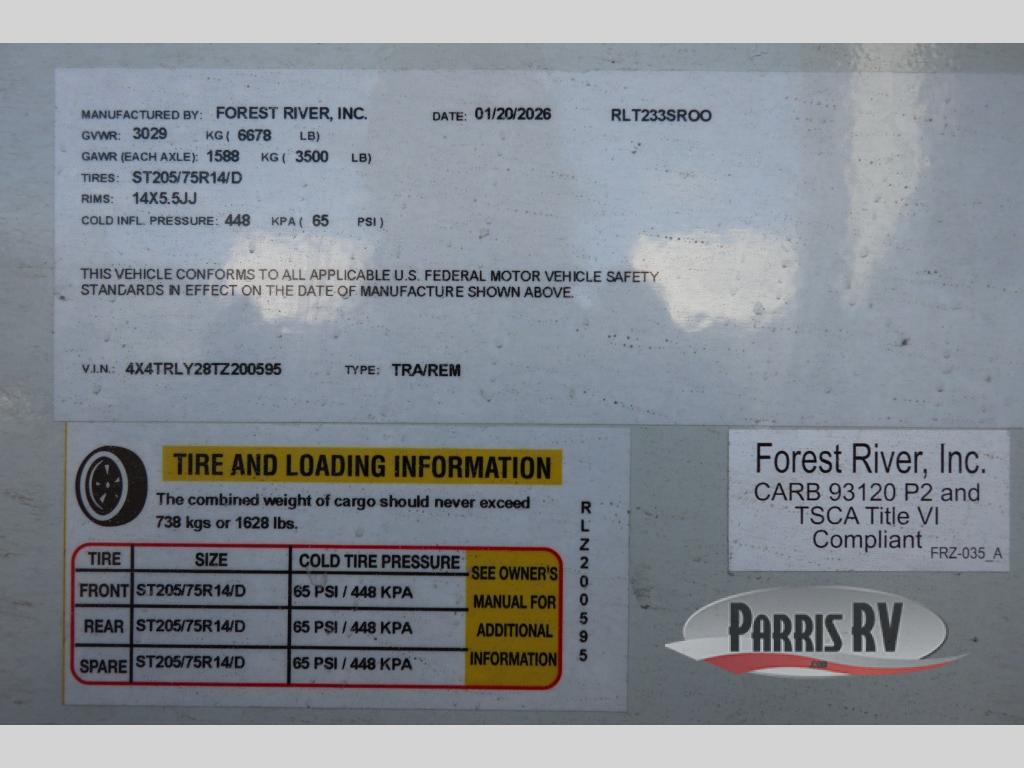 MANUFACTURED BY: FOREST RIVER, INC. DATE: 01/20/2026 RLT233SROO
GVWR: 3029 KG ( 6678 LB)
GAWR (EACH AXLE): 1588 KG ( 3500 LB)
TIRES: ST205/75R14/D
RIMS: 14X5.5JJ
COLD INFL. PRESSURE: 448 KPA ( 65 PSI )
THIS VEHICLE CONFORMS TO ALL APPLICABLE U.S. FEDERAL MOTOR VEHICLE SAFETY
STANDARDS IN EFFECT ON THE DATE OF MANUFACTURE SHOWN ABOVE.
V.I.N.: 4X4TRLY28TZ200595 TYPE: TRA/REM
TIRE AND LOADING INFORMATION
The combined weight of cargo should never exceed
738 kgs or 1628 lbs.
TIRE SIZE COLD TIRE PRESSURE
FRONT ST205/75R14/D 65 PSI / 448 KPA
REAR ST205/75R14/D 65 PSI / 448 KPA
SPARE ST205/75R14/D 65 PSI / 448 KPA
SEE OWNER'S
MANUAL FOR
ADDITIONAL
INFORMATION
RLZ200595
Forest River, Inc.
CARB 93120 P2 and
TSCA Title VI
Compliant
FRZ-035_A
PARRIS RV
.com